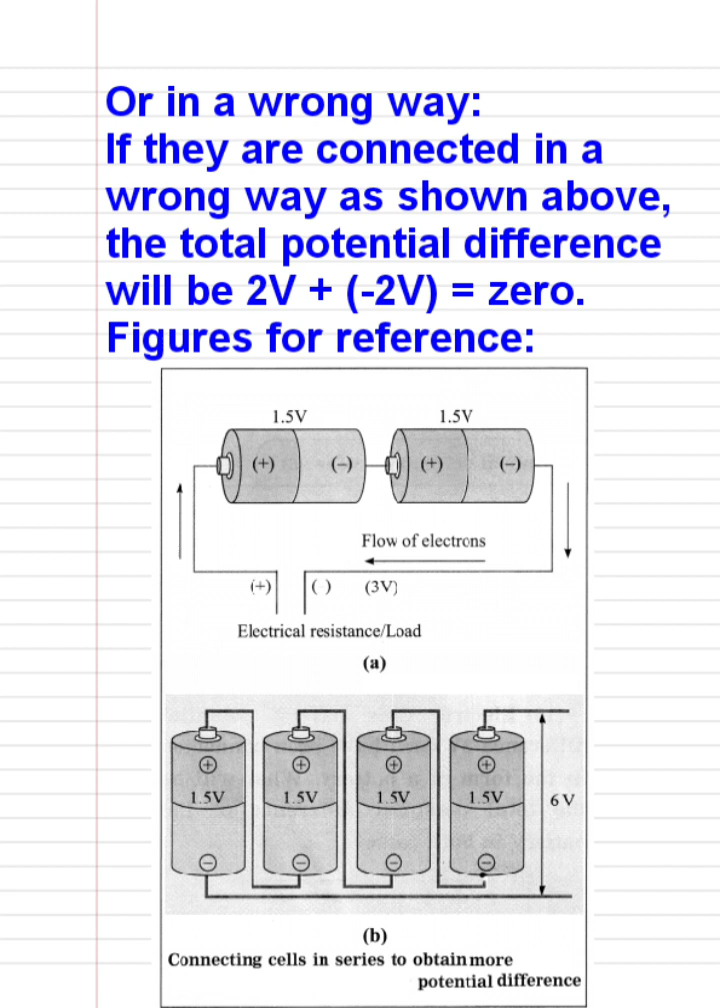 Or in a wrong way:
If they are connected in a
wrong way as shown above,
the total potential difference
will be 2V + (-2V) = zero.
Figures for reference:
1.5V 1.5V
(+) (–) (+) (–)
Flow of electrons
(+) ( ) (3V)
Electrical resistance/Load
(a)
+ + + +
1.5V 1.5V 1.5V 1.5V 6 V
– – – –
(b)
Connecting cells in series to obtain more
potential difference